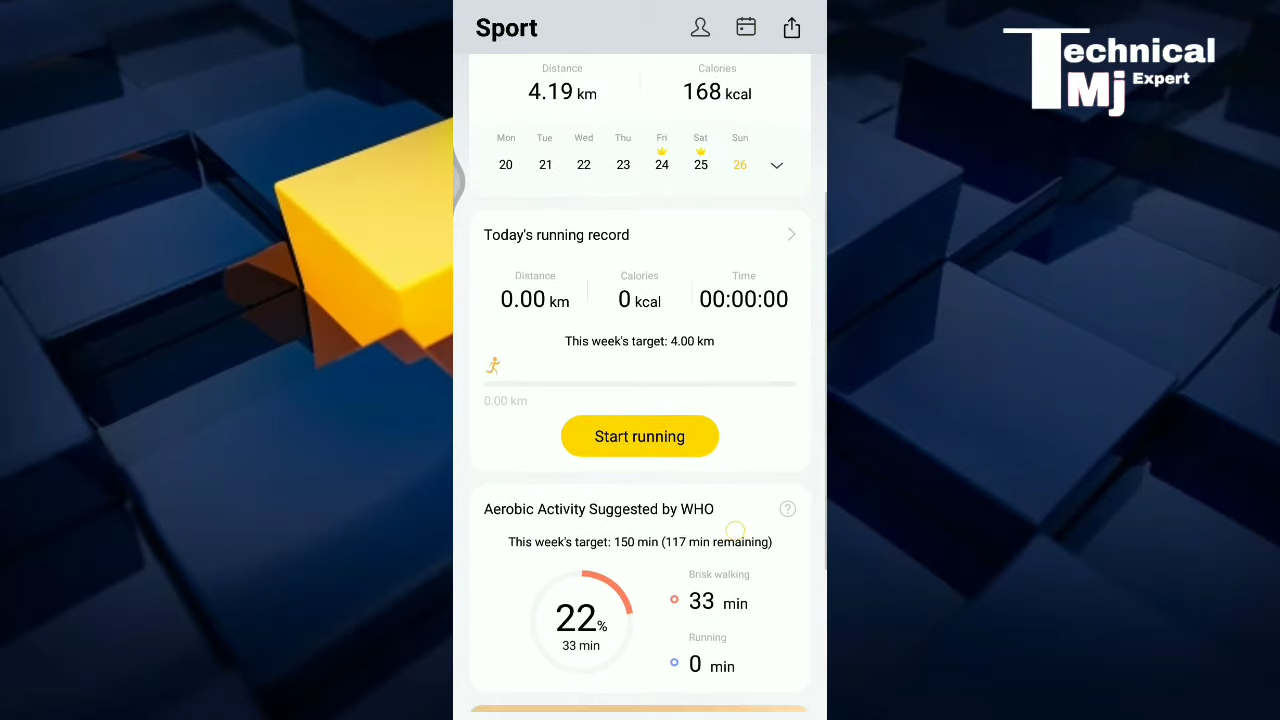 Sport
Technical
Mj Expert
Distance Calories
4.19 km 168 kcal
Mon Tue Wed Thu Fri Sat Sun
20 21 22 23 24 25 26
Today's running record
Distance Calories Time
0.00 km 0 kcal 00:00:00
This week's target: 4.00 km
0.00 km
Start running
Aerobic Activity Suggested by WHO ?
This week's target: 150 min (117 min remaining)
Brisk walking
33 min
22%
33 min
Running
0 min